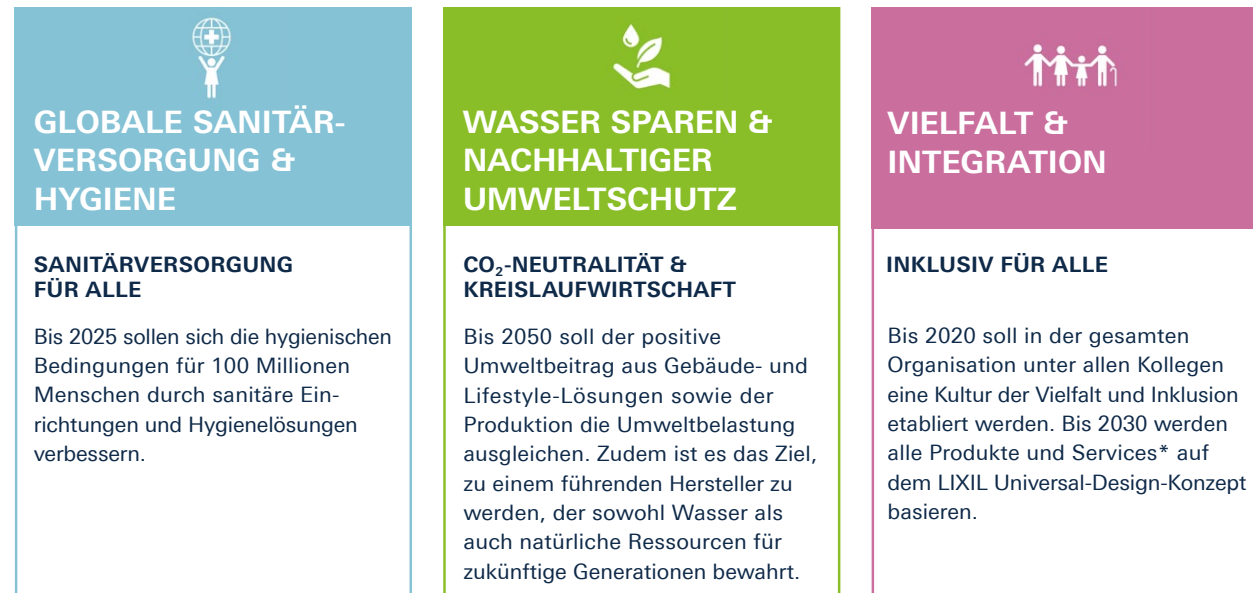 GLOBALE SANITÄR-
VERSORGUNG &
HYGIENE
SANITÄRVERSORGUNG
FÜR ALLE
Bis 2025 sollen sich die hygienischen
Bedingungen für 100 Millionen
Menschen durch sanitäre Ein-
richtungen und Hygienelösungen
verbessern.
WASSER SPAREN &
NACHHALTIGER
UMWELTSCHUTZ
CO₂-NEUTRALITÄT &
KREISLAUFWIRTSCHAFT
Bis 2050 soll der positive
Umweltbeitrag aus Gebäude- und
Lifestyle-Lösungen sowie der
Produktion die Umweltbelastung
ausgleichen. Zudem ist es das Ziel,
zu einem führenden Hersteller zu
werden, der sowohl Wasser als
auch natürliche Ressourcen für
zukünftige Generationen bewahrt.
VIELFALT &
INTEGRATION
INKLUSIV FÜR ALLE
Bis 2020 soll in der gesamten
Organisation unter allen Kollegen
eine Kultur der Vielfalt und Inklusion
etabliert werden. Bis 2030 werden
alle Produkte und Services* auf
dem LIXIL Universal-Design-Konzept
basieren.